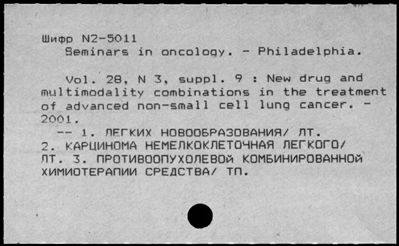 Шифр N2-5011
Seminars in oncology. - Philadelphia.
Vol. 28, N 3, suppl. 9 : New drug and
multimodality combinations in the treatment
of advanced non-small cell lung cancer. -
2001.
-- 1. ЛЕГКИХ НОВООБРАЗОВАНИЯ/ ЛТ.
2. КАРЦИНОМА НЕМЕЛКОКЛЕТОЧНАЯ ЛЕГКОГО/
ЛТ. 3. ПРОТИВООПУХОЛЕВОЙ КОМБИНИРОВАННОЙ
ХИМИОТЕРАПИИ СРЕДСТВА/ ТП.